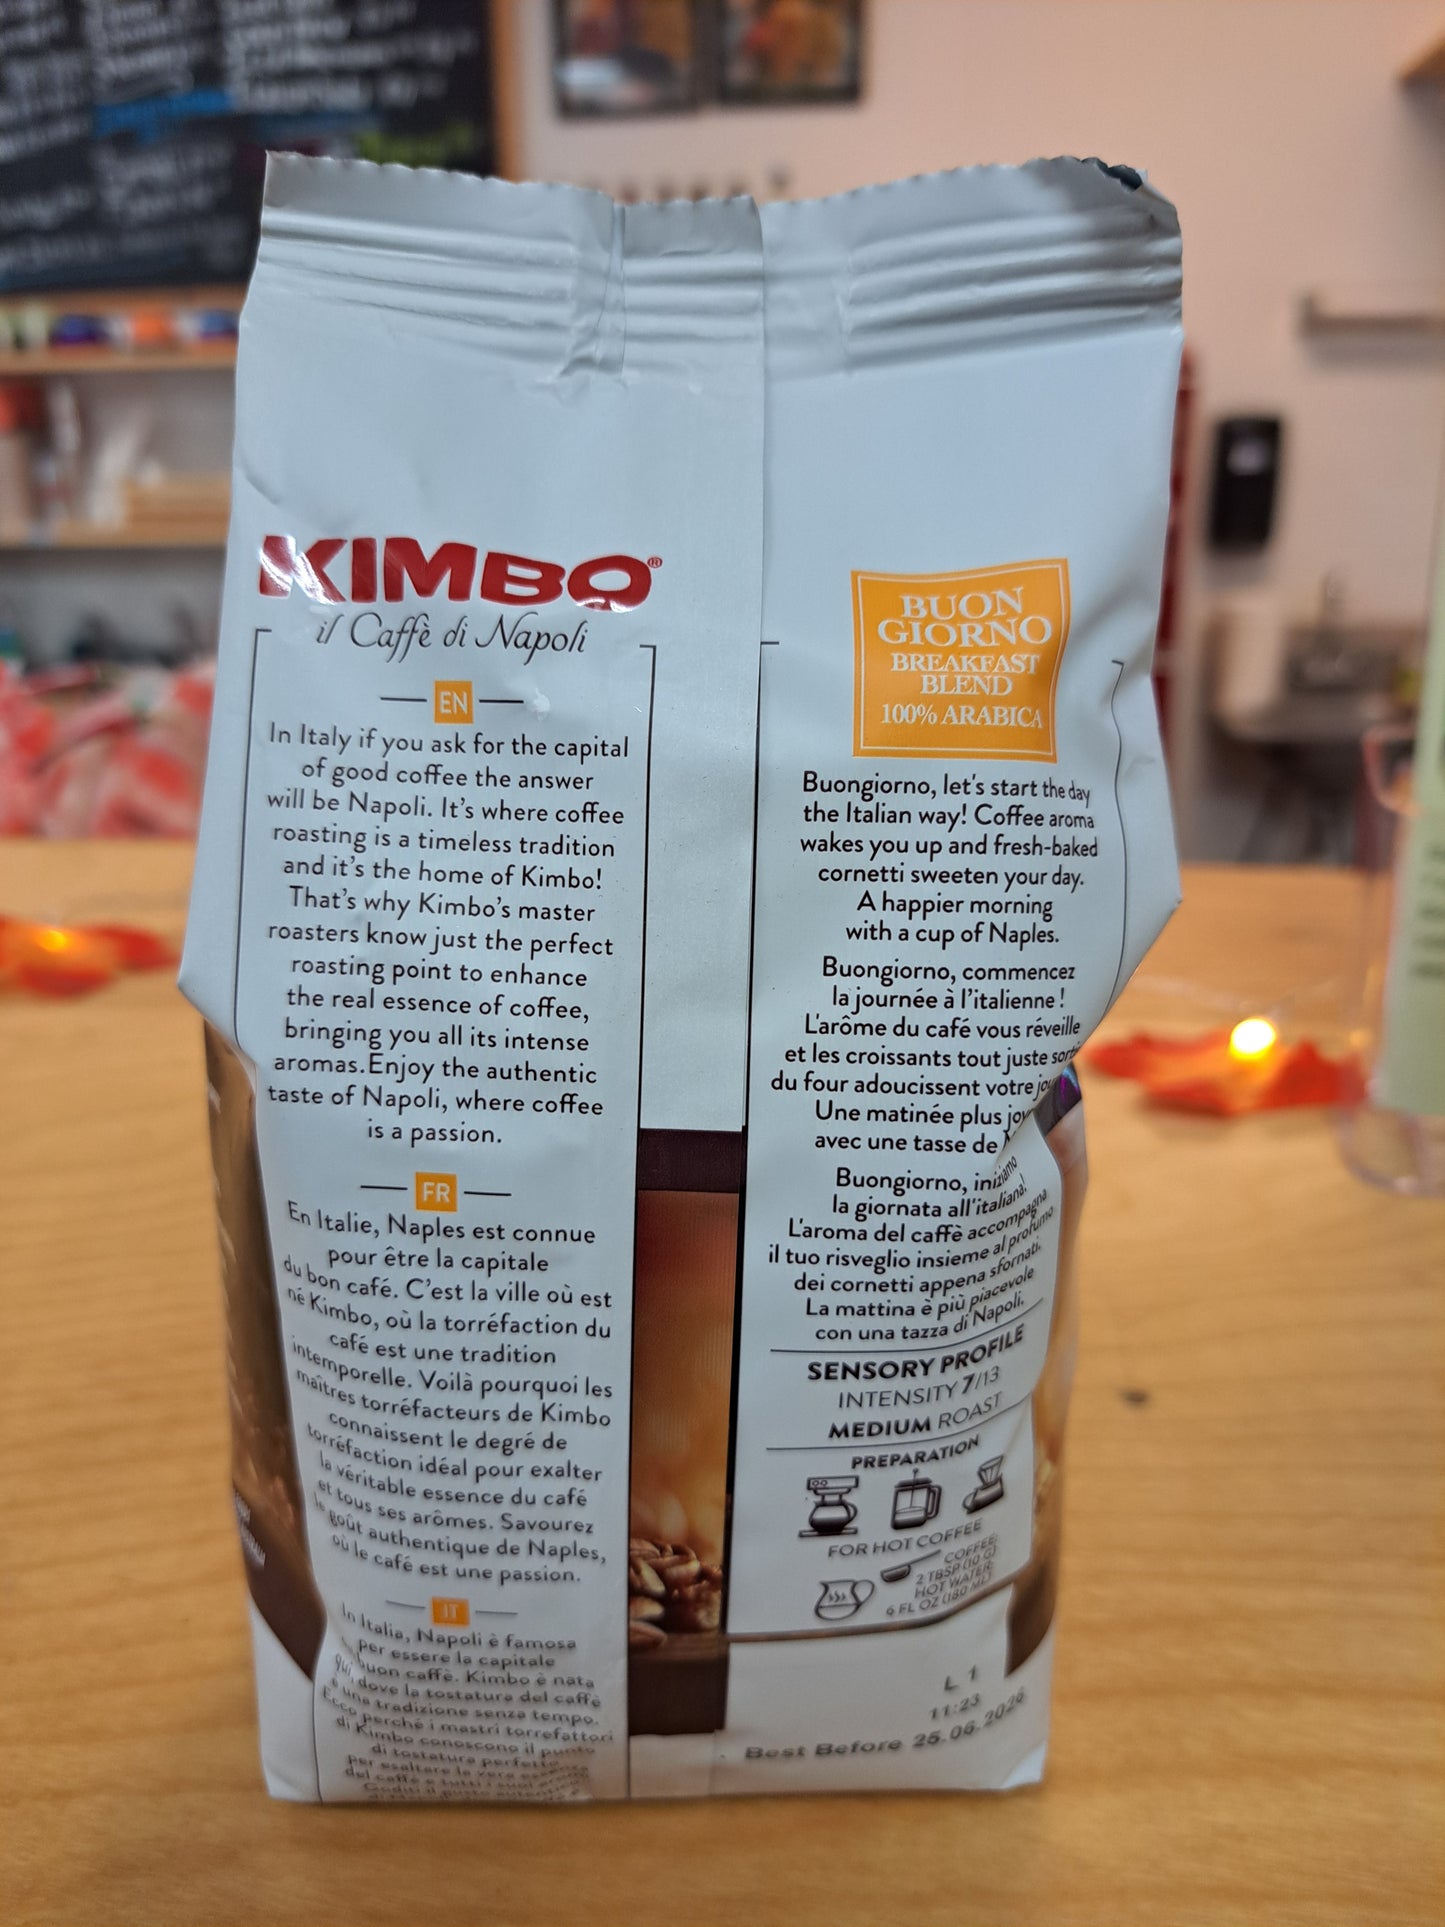 KIMBO®
il Caffè di Napoli
EN
In Italy if you ask for the capital
of good coffee the answer
will be Napoli. It's where coffee
roasting is a timeless tradition
and it's the home of Kimbo!
That's why Kimbo's master
roasters know just the perfect
roasting point to enhance
the real essence of coffee,
bringing you all its intense
aromas.Enjoy the authentic
taste of Napoli, where coffee
is a passion.
FR
En Italie, Naples est connue
pour être la capitale
du bon café. C'est la ville où est
né Kimbo, où la torréfaction du
café est une tradition
intemporelle. Voilà pourquoi les
maîtres torréfacteurs de Kimbo
connaissent le degré de
torréfaction idéal pour exalter
la véritable essence du café
et tous ses arômes. Savourez
le goût authentique de Naples,
où le café est une passion.
IT
In Italia, Napoli è famosa
per essere la capitale
buon caffè. Kimbo è nata
qui, dove la tostatura del caffè
è una tradizione senza tempo.
Ecco perché i mastri torrefattori
di Kimbo conoscono il punto
di tostatura perfetto
per esaltare la vera essenza
del caffè e tutti i suoi
BUON
GIORNO
BREAKFAST
BLEND
100% ARABICA
Buongiorno, let's start the day
the Italian way! Coffee aroma
wakes you up and fresh-baked
cornetti sweeten your day.
A happier morning
with a cup of Naples.
Buongiorno, commencez
la journée à l'italienne !
L'arôme du café vous réveille
et les croissants tout juste
du four adoucissent votre
Une matinée plus
avec une tasse de
Buongiorno, iniziamo
la giornata all'italiana!
L'aroma del caffè accompagna
il tuo risveglio insieme al profumo
dei cornetti appena sfornati.
La mattina è più piacevole
con una tazza di Napoli.
SENSORY PROFILE
INTENSITY 7/13
MEDIUM ROAST
PREPARATION
FOR HOT COFFEE
COFFEE:
2 TBSP (10 G)
HOT WATER:
6 FL OZ (180 ML)
L 1
11:23
Best Before 25.06.2026